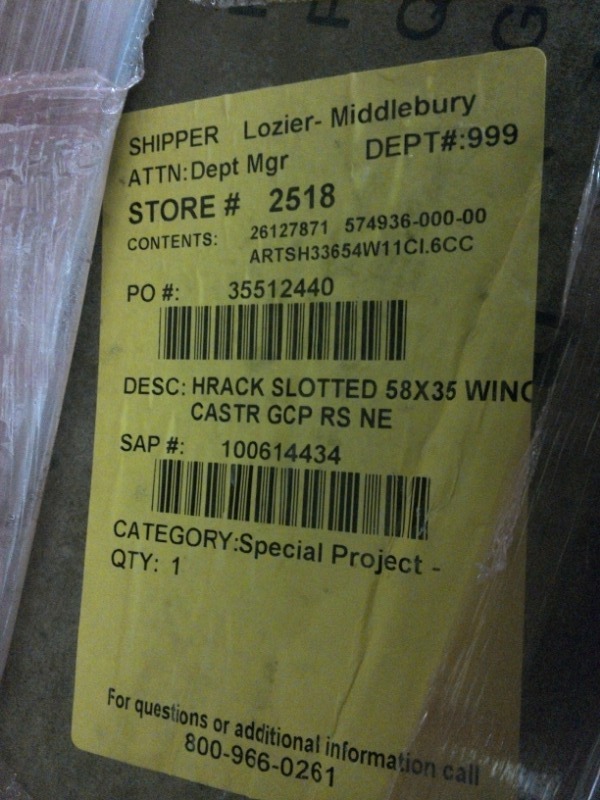 SHIPPER Lozier- Middlebury
ATTN:Dept Mgr DEPT#:999
STORE # 2518
CONTENTS: 26127871 574936-000-00
ARTSH33654W11CI.6CC
PO #: 35512440
DESC: HRACK SLOTTED 58X35 WING
CASTR GCP RS NE
SAP #: 100614434
CATEGORY:Special Project -
QTY: 1
For questions or additional information call
800-966-0261